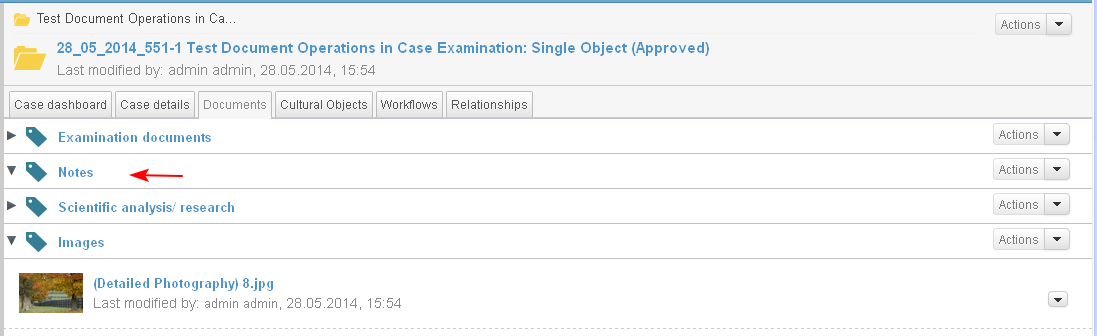 Test Document Operations in Ca...
Actions
28_05_2014_551-1 Test Document Operations in Case Examination: Single Object (Approved)
Last modified by: admin admin, 28.05.2014, 15:54
Case dashboard Case details Documents Cultural Objects Workflows Relationships
Examination documents Actions
Notes Actions
Scientific analysis/ research Actions
Images Actions
(Detailed Photography) 8.jpg
Last modified by: admin admin, 28.05.2014, 15:54